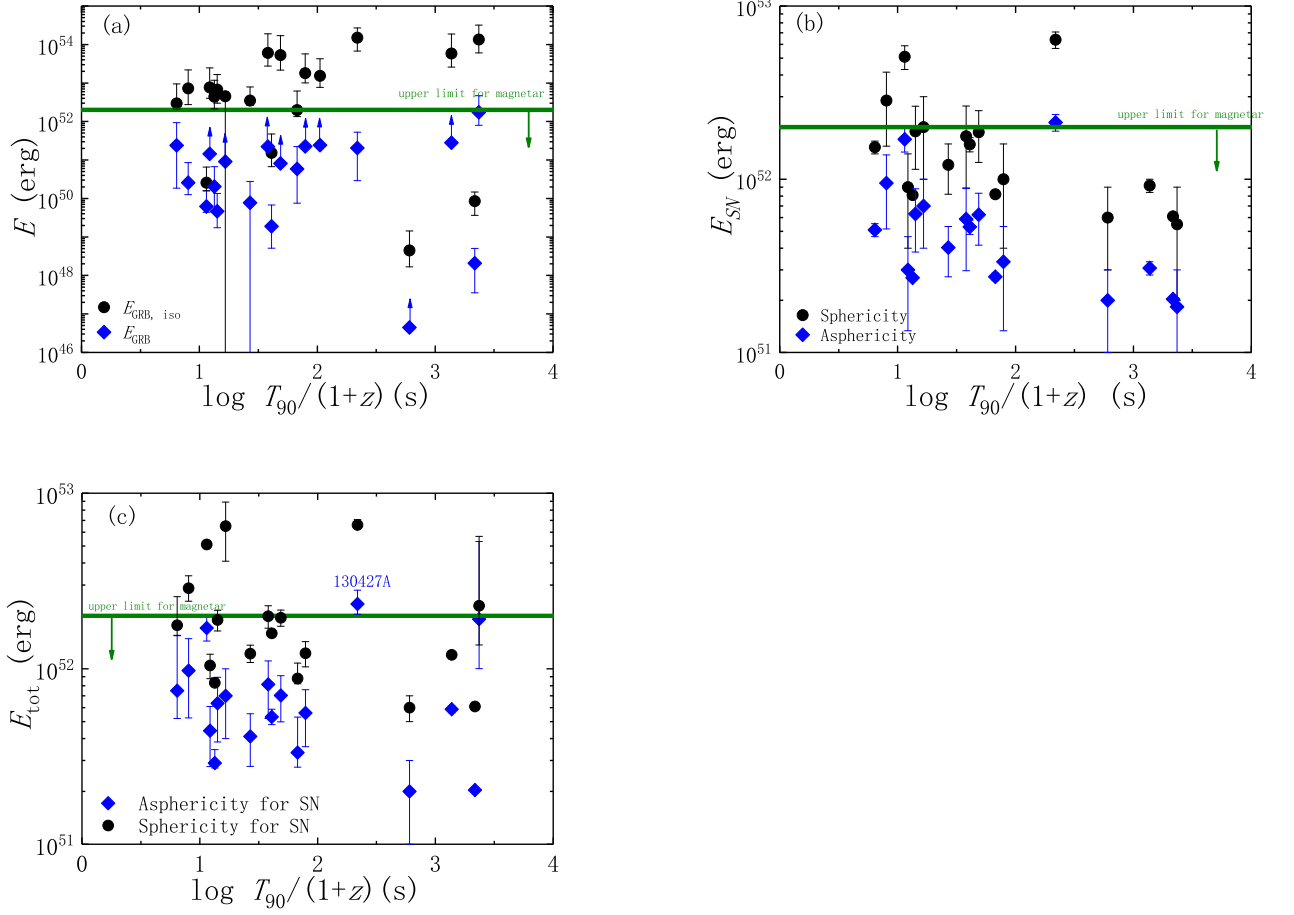 (a)
10^54
10^52
10^50
10^48
10^46
E (erg)
upper limit for magnetar
E_GRB, iso
E_GRB
0 1 2 3 4
log T_90/(1+z) (s)
(b)
10^53
10^52
10^51
E_SN (erg)
upper limit for magnetar
Sphericity
Asphericity
0 1 2 3 4
log T_90/(1+z) (s)
(c)
10^53
10^52
10^51
E_tot (erg)
130427A
upper limit for magnetar
Asphericity for SN
Sphericity for SN
0 1 2 3 4
log T_90/(1+z) (s)